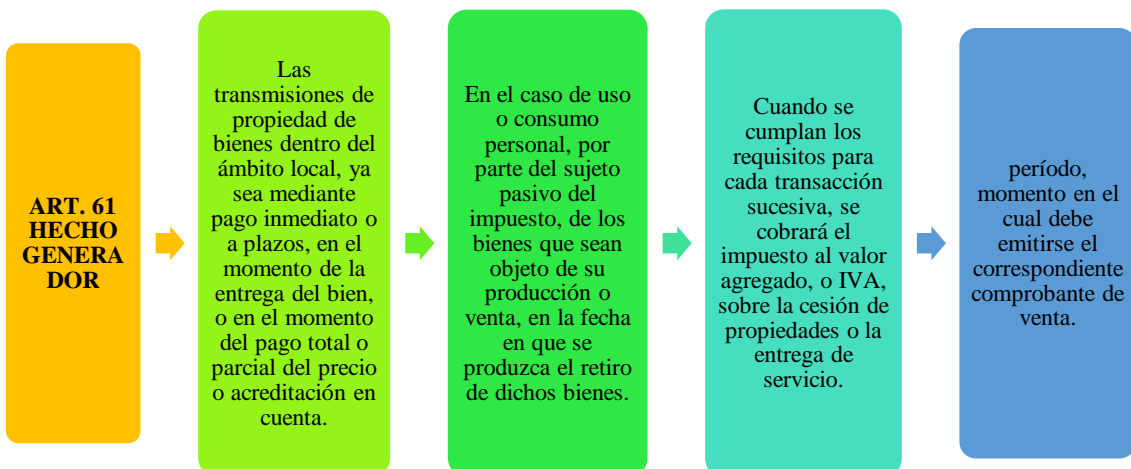 ART. 61
HECHO
GENERA
DOR
Las
transmisiones de
propiedad de
bienes dentro del
ámbito local, ya
sea mediante
pago inmediato o
a plazos, en el
momento de la
entrega del bien,
o en el momento
del pago total o
parcial del precio
o acreditación en
cuenta.
En el caso de uso
o consumo
personal, por
parte del sujeto
pasivo del
impuesto, de los
bienes que sean
objeto de su
producción o
venta, en la fecha
en que se
produzca el retiro
de dichos bienes.
Cuando se
cumplan los
requisitos para
cada transacción
sucesiva, se
cobrará el
impuesto al valor
agregado, o IVA,
sobre la cesión de
propiedades o la
entrega de
servicio.
período,
momento en el
cual debe
emitirse el
correspondiente
comprobante de
venta.